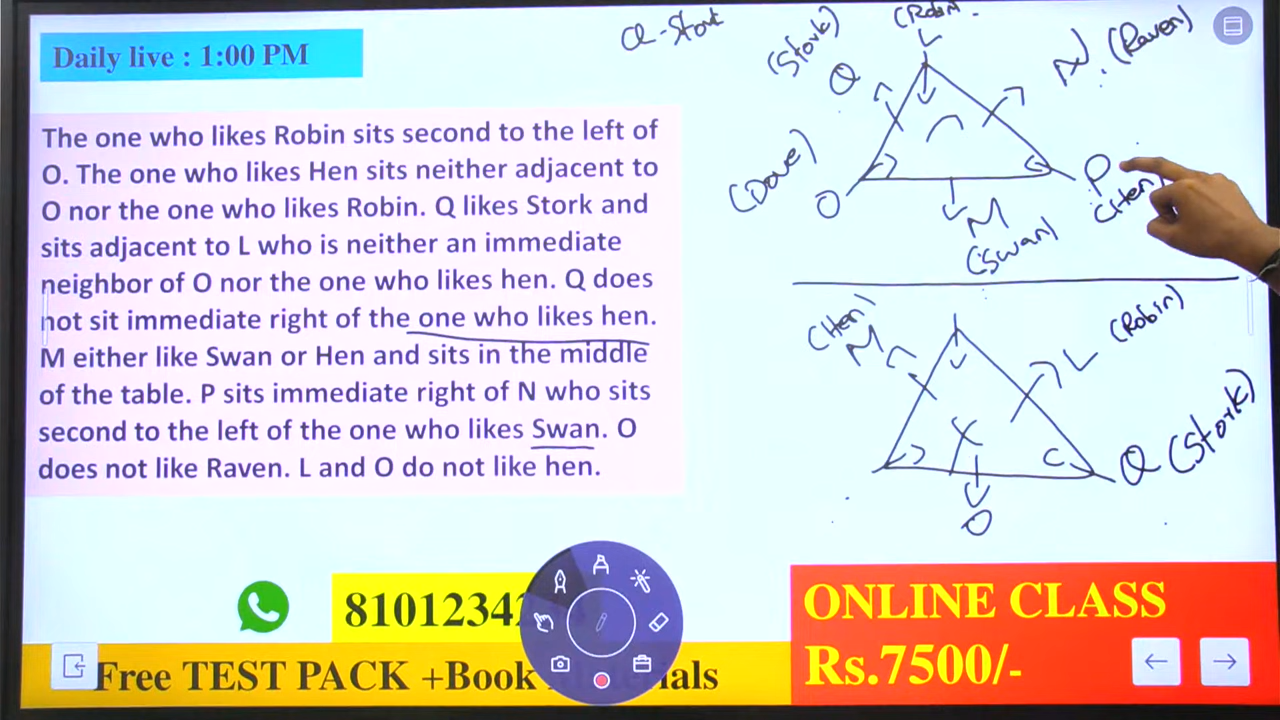 Daily live : 1:00 PM
The one who likes Robin sits second to the left of
O. The one who likes Hen sits neither adjacent to
O nor the one who likes Robin. Q likes Stork and
sits adjacent to L who is neither an immediate
neighbor of O nor the one who likes hen. Q does
not sit immediate right of the one who likes hen.
M either like Swan or Hen and sits in the middle
of the table. P sits immediate right of N who sits
second to the left of the one who likes Swan. O
does not like Raven. L and O do not like hen.
Q-Stork
(Robin)
L
(Stork)
Q
N (Raven)
(Dove)
O
P
(Hen)
M
(Swan)
(Hen)
M
L (Robin)
Q (Stork)
O
8101234
ONLINE CLASS
Rs.7500/-
Free TEST PACK +Book